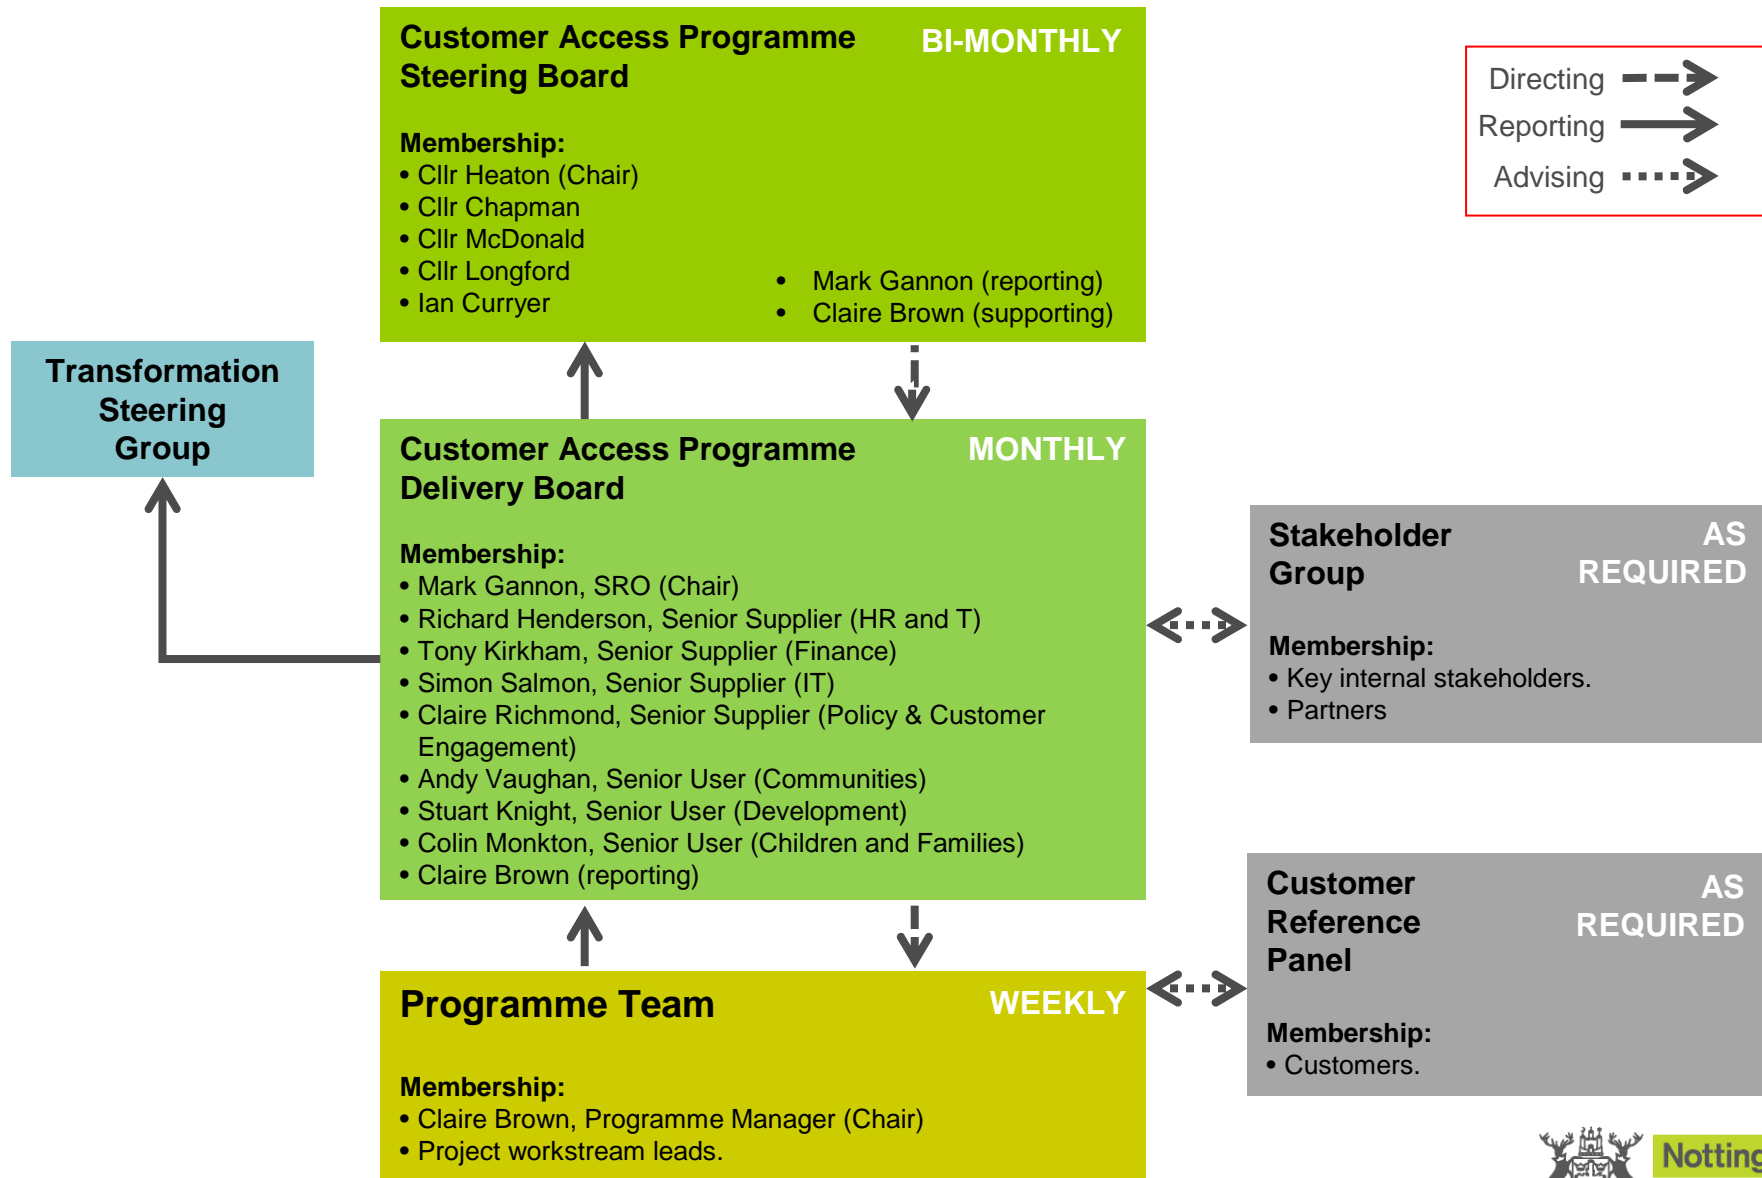 Customer Access Programme
Steering Board
BI-MONTHLY
Membership:
• Cllr Heaton (Chair)
• Cllr Chapman
• Cllr McDonald
• Cllr Longford
• Ian Curryer
• Mark Gannon (reporting)
• Claire Brown (supporting)
Directing
Reporting
Advising
Transformation
Steering
Group
Customer Access Programme
Delivery Board
MONTHLY
Membership:
• Mark Gannon, SRO (Chair)
• Richard Henderson, Senior Supplier (HR and T)
• Tony Kirkham, Senior Supplier (Finance)
• Simon Salmon, Senior Supplier (IT)
• Claire Richmond, Senior Supplier (Policy & Customer
Engagement)
• Andy Vaughan, Senior User (Communities)
• Stuart Knight, Senior User (Development)
• Colin Monkton, Senior User (Children and Families)
• Claire Brown (reporting)
Stakeholder
Group
AS
REQUIRED
Membership:
• Key internal stakeholders.
• Partners
Customer
Reference
Panel
AS
REQUIRED
Membership:
• Customers.
Programme Team
WEEKLY
Membership:
• Claire Brown, Programme Manager (Chair)
• Project workstream leads.
Notting